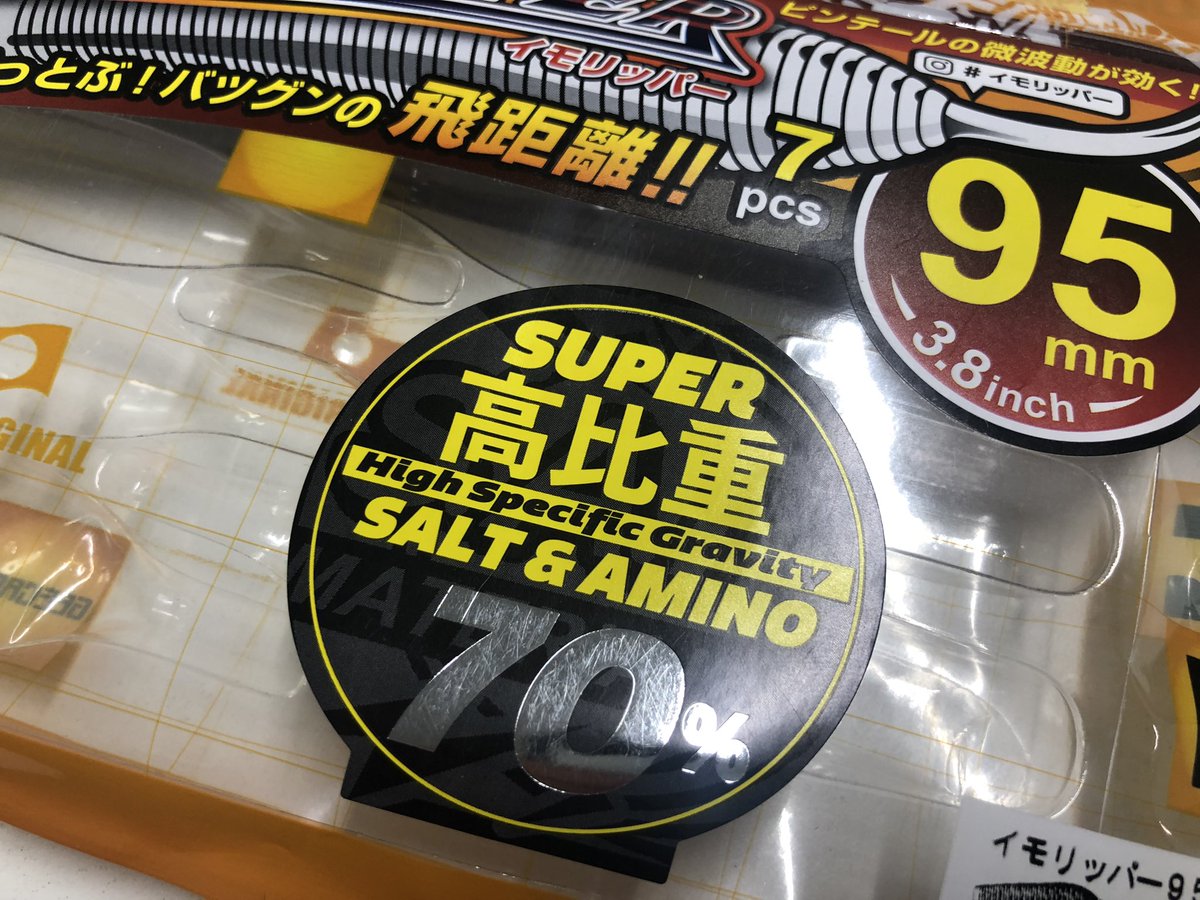 イモリッパー
ピンテールの微波動が効く!
# イモリッパー
っとぶ!バツグンの飛距離!!
7
pcs
95
mm
3.8inch
SUPER
高比重
High Specific Gravity
SALT & AMINO
70%
GINAL
イモリッパー95